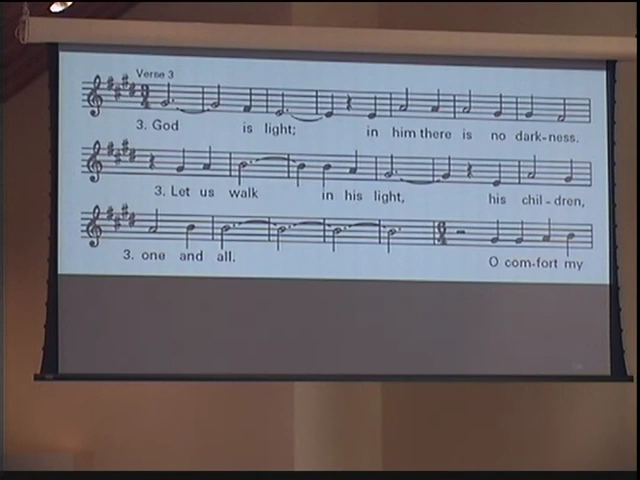 Verse 3
3. God is light; in him there is no dark-ness.
3. Let us walk in his light, his chil-dren,
3. one and all. O com-fort my